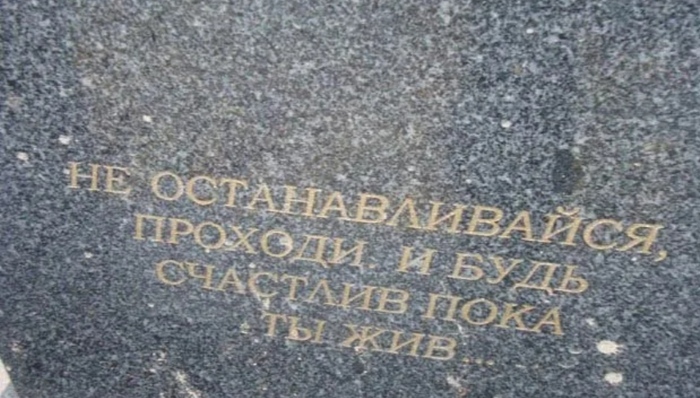 НЕ ОСТАНАВЛИВАЙСЯ,
ПРОХОДИ. И БУДЬ
СЧАСТЛИВ ПОКА
ТЫ ЖИВ...